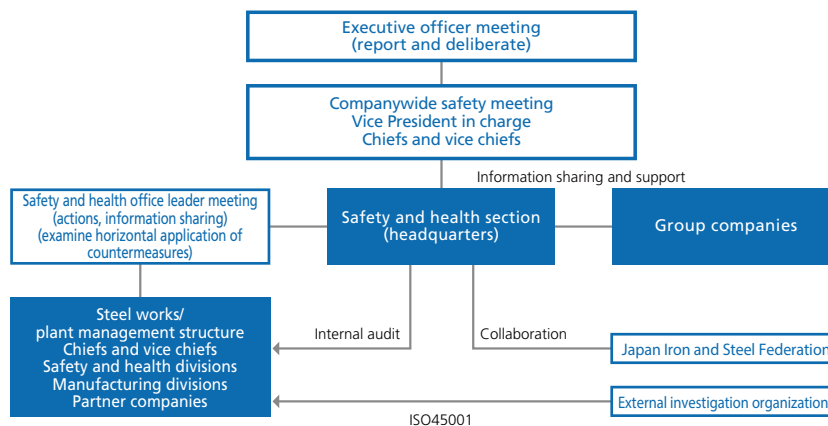 Executive officer meeting
(report and deliberate)
Companywide safety meeting
Vice President in charge
Chiefs and vice chiefs
Information sharing and support
Safety and health office leader meeting
(actions, information sharing)
(examine horizontal application of
countermeasures)
Safety and health section
(headquarters)
Group companies
Steel works/
plant management structure
Chiefs and vice chiefs
Safety and health divisions
Manufacturing divisions
Partner companies
Internal audit
Collaboration
Japan Iron and Steel Federation
External investigation organization
ISO45001